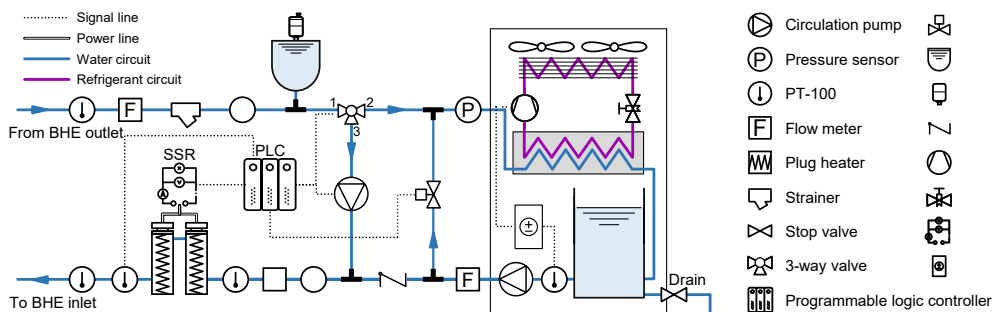 Signal line
Power line
Water circuit
Refrigerant circuit
1
2
3
F
P
From BHE outlet
SSR
PLC
A
V
To BHE inlet
F
Drain
Circulation pump
P
Pressure sensor
PT-100
F
Flow meter
Plug heater
Strainer
Stop valve
3-way valve
Programmable logic controller